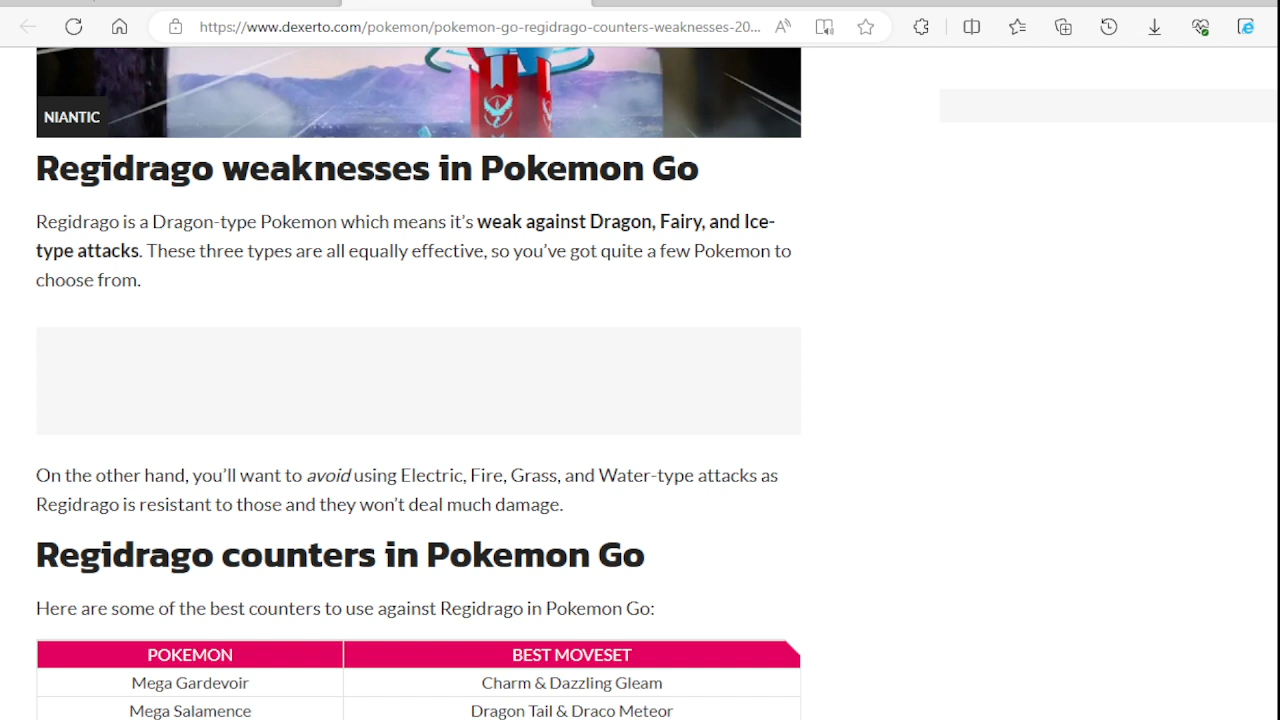 https://www.dexerto.com/pokemon/pokemon-go-regidrago-counters-weaknesses-20...
NIANTIC
Regidrago weaknesses in Pokemon Go
Regidrago is a Dragon-type Pokemon which means it's weak against Dragon, Fairy, and Ice-
type attacks. These three types are all equally effective, so you've got quite a few Pokemon to
choose from.
On the other hand, you'll want to avoid using Electric, Fire, Grass, and Water-type attacks as
Regidrago is resistant to those and they won't deal much damage.
Regidrago counters in Pokemon Go
Here are some of the best counters to use against Regidrago in Pokemon Go:
POKEMON BEST MOVESET
Mega Gardevoir Charm & Dazzling Gleam
Mega Salamence Dragon Tail & Draco Meteor